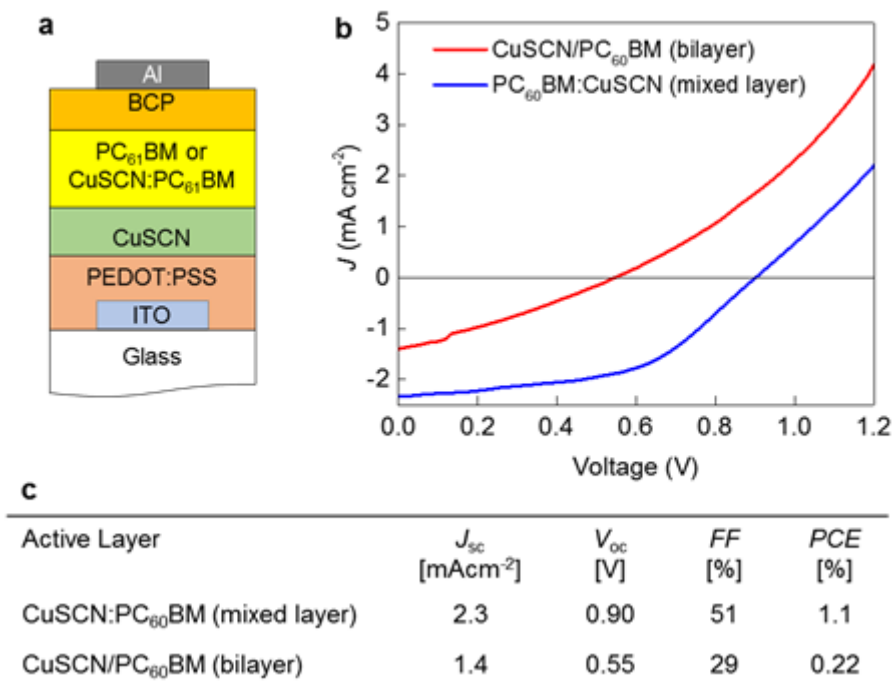 a
Al
BCP
PC₆₁BM or
CuSCN:PC₆₁BM
CuSCN
PEDOT:PSS
ITO
Glass
b
CuSCN/PC₆₀BM (bilayer)
PC₆₀BM:CuSCN (mixed layer)
J (mA cm⁻²)
5
4
3
2
1
0
-1
-2
0.0 0.2 0.4 0.6 0.8 1.0 1.2
Voltage (V)
c
Active Layer J_sc V_oc FF PCE
[mAcm⁻²] [V] [%] [%]
CuSCN:PC₆₀BM (mixed layer) 2.3 0.90 51 1.1
CuSCN/PC₆₀BM (bilayer) 1.4 0.55 29 0.22